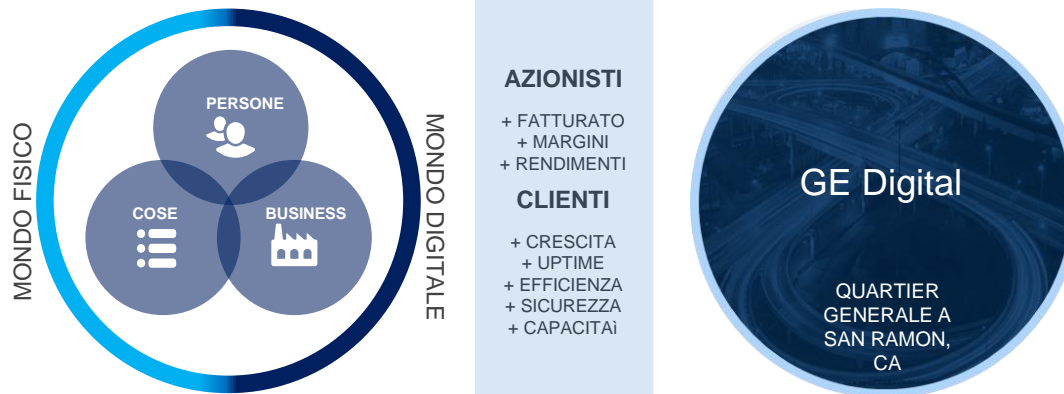 MONDO FISICO
PERSONE
COSE
BUSINESS
MONDO DIGITALE
AZIONISTI
+ FATTURATO
+ MARGINI
+ RENDIMENTI
CLIENTI
+ CRESCITA
+ UPTIME
+ EFFICIENZA
+ SICUREZZA
+ CAPACITAì
GE Digital
QUARTIER
GENERALE A
SAN RAMON,
CA